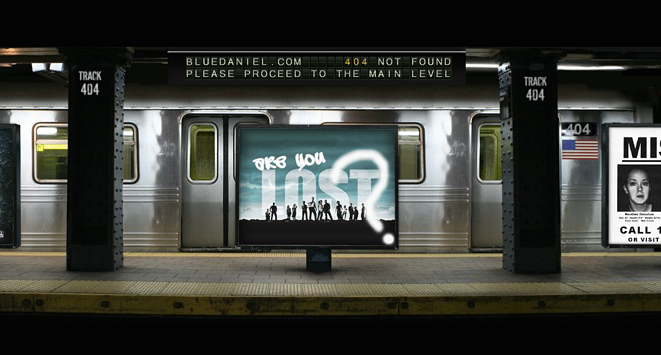 BLUEDANIEL.COM 404 NOT FOUND
PLEASE PROCEED TO THE MAIN LEVEL
TRACK
404
TRACK
404
404
ARE YOU
LOST?
MIS
CALL 1
OR VISIT